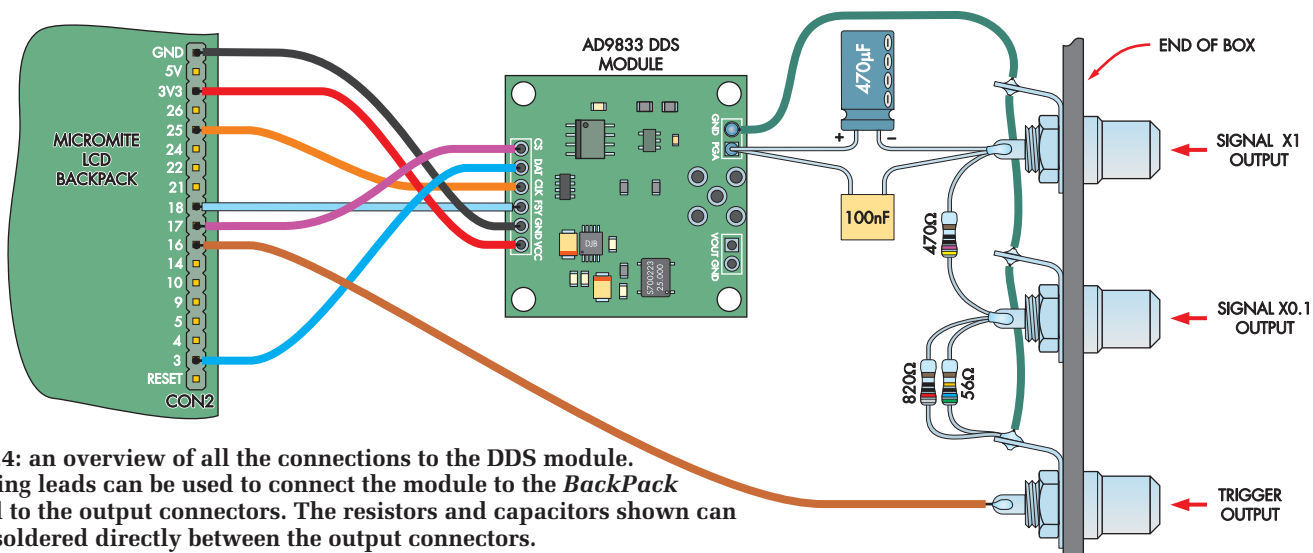 MICROMITE
LCD
BACKPACK
GND
5V
3V3
26
25
24
22
21
18
17
16
14
10
9
5
4
3
RESET
CON2
AD9833 DDS
MODULE
CS
DAT
CLK
FSY
GND
VCC
GND
PGA
VOUT
GND
DJB
S700223
25.000
470µF
+
−
100nF
470Ω
820Ω
56Ω
END OF BOX
SIGNAL X1
OUTPUT
SIGNAL X0.1
OUTPUT
TRIGGER
OUTPUT
.4: an overview of all the connections to the DDS module.
ing leads can be used to connect the module to the BackPack
to the output connectors. The resistors and capacitors shown can
soldered directly between the output connectors.